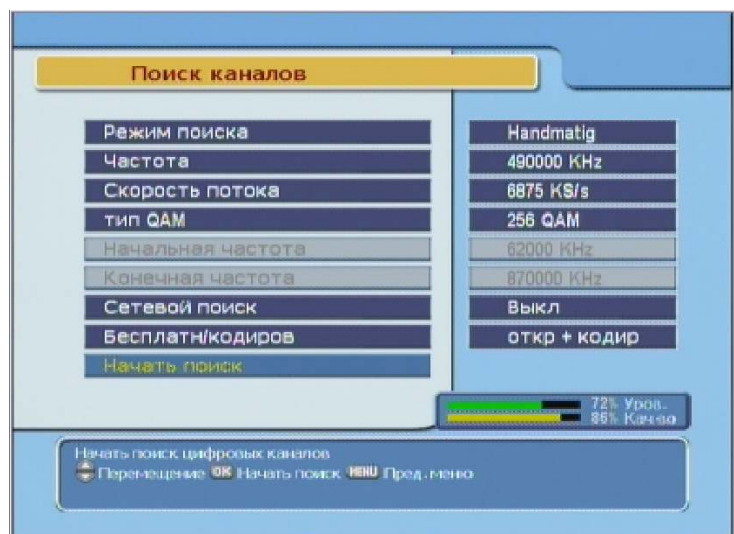 Поиск каналов
Режим поиска Handmatig
Частота 490000 KHz
Скорость потока 6875 KS/s
тип QAM 256 QAM
Начальная частота 62000 KHz
Конечная частота 870000 KHz
Сетевой поиск Выкл
Бесплатн/кодиров откр + кодир
Начать поиск
72% Уров.
86% Кач-во
Начать поиск цифровых каналов
Перемещение OK Начать поиск MENU Пред.меню